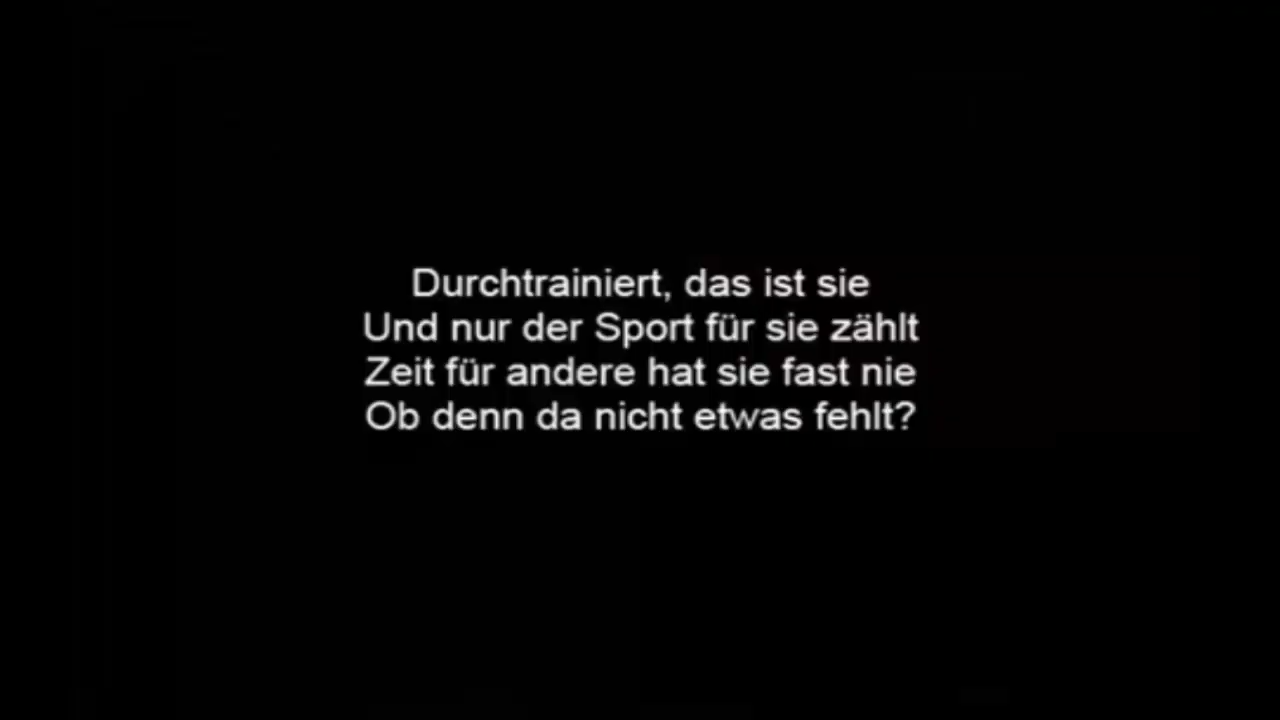 Durchtrainiert, das ist sie
Und nur der Sport für sie zählt
Zeit für andere hat sie fast nie
Ob denn da nicht etwas fehlt?